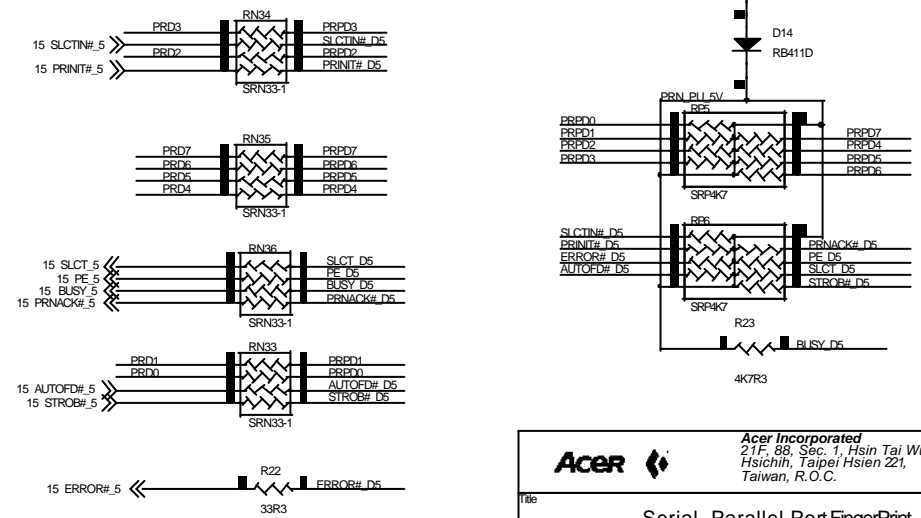 RN34
PRD3 PRPD3
15 SLCTIN#_5 SLCTIN#_D5
PRD2 PRPD2
15 PRINIT#_5 PRINIT#_D5
SRN33-1
RN35
PRD7 PRPD7
PRD6 PRPD6
PRD5 PRPD5
PRD4 PRPD4
SRN33-1
RN36
15 SLCT_5 SLCT_D5
15 PE_5 PE_D5
15 BUSY_5 BUSY_D5
15 PRNACK#_5 PRNACK#_D5
SRN33-1
RN33
PRD1 PRPD1
PRD0 PRPD0
15 AUTOFD#_5 AUTOFD#_D5
15 STROB#_5 STROB#_D5
SRN33-1
R22
15 ERROR#_5 ERROR#_D5
33R3
D14
RB411D
PRN_PU_5V
RP5
PRPD0
PRPD1 PRPD7
PRPD2 PRPD4
PRPD3 PRPD5
PRPD6
SRP4K7
RP6
SLCTIN#_D5
PRINIT#_D5 PRNACK#_D5
ERROR#_D5 PE_D5
AUTOFD#_D5 SLCT_D5
STROB#_D5
SRP4K7
R23
BUSY_D5
4K7R3
Acer
Acer Incorporated
21F, 88, Sec. 1, Hsin Tai
Hsichih, Taipei Hsien 221,
Taiwan, R.O.C.
Title
Serial, Parallel Port,FingerPrint